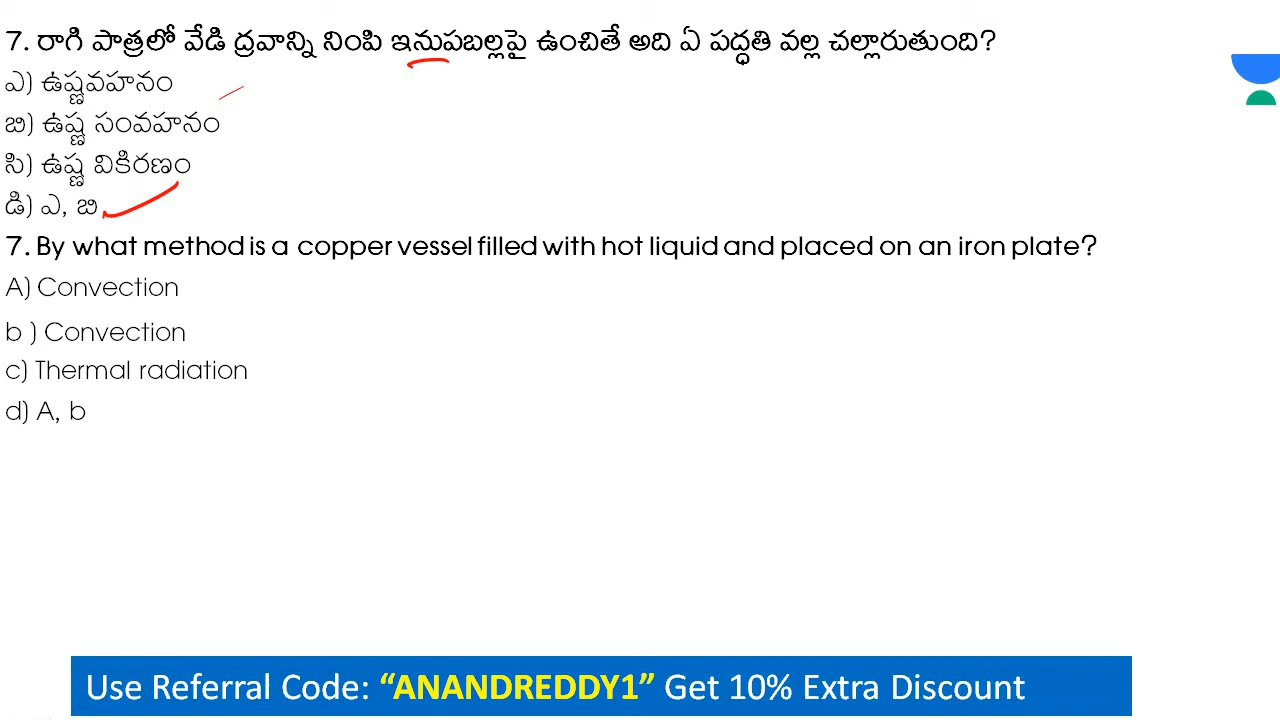 7. రాగి పాత్రలో వేడి ద్రవాన్ని నింపి ఇనుపబల్లపై ఉంచితే అది ఏ పద్ధతి వల్ల చల్లారుతుంది?
ఎ) ఉష్ణవహనం
బి) ఉష్ణ సంవహనం
సి) ఉష్ణ వికిరణం
డి) ఎ, బి
7. By what method is a copper vessel filled with hot liquid and placed on an iron plate?
A) Convection
b ) Convection
c) Thermal radiation
d) A, b
Use Referral Code: “ANANDREDDY1” Get 10% Extra Discount